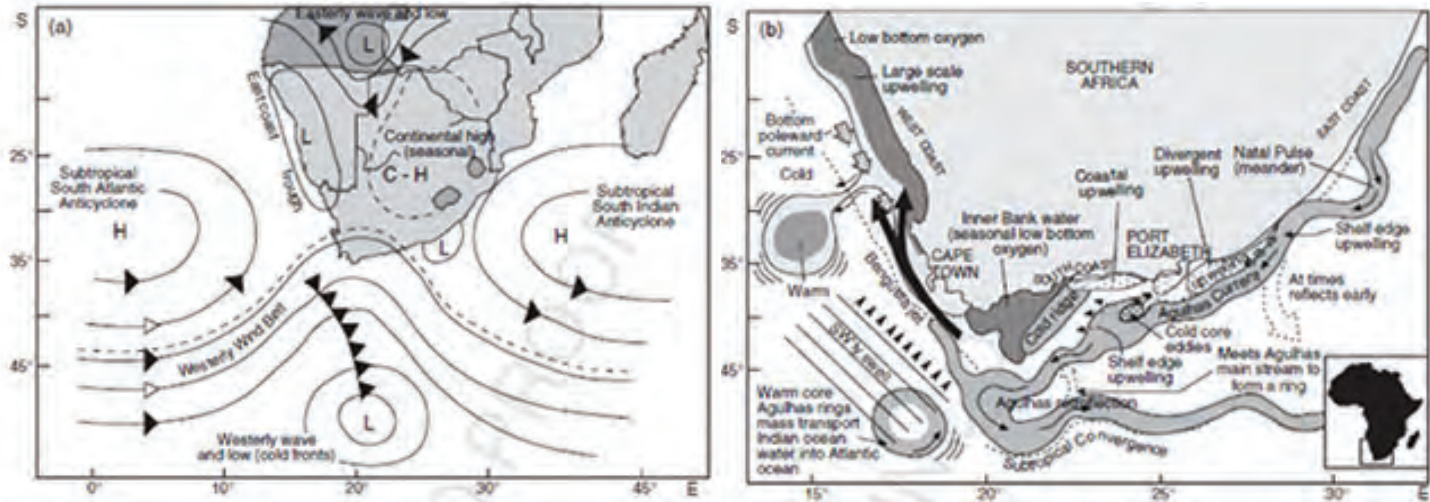 S
(a)
Easterly wave and low
L
East coast
trough
L
Continental high
(seasonal)
C - H
25°
Subtropical
South Atlantic
Anticyclone
H
Subtropical
South Indian
Anticyclone
H
L
35°
Westerly Wind Belt
45°
L
Westerly wave
and low (cold fronts)
0°
10°
20°
30°
45°
E
S
(b)
Low bottom oxygen
Large scale
upwelling
SOUTHERN
AFRICA
WEST COAST
EAST COAST
Bottom
poleward
current
25°
Cold
Divergent
upwelling
Natal Pulse
(meander)
Coastal
upwelling
Inner Bank water
(seasonal low bottom
oxygen)
PORT
ELIZABETH
Shelf edge
upwelling
CAPE
TOWN
SOUTH COAST
35°
Warm
Benguela jet
Cold ridge
Agulhas Current
At times
reflects early
Cold core
eddies
SW'ly swell
Shelf edge
upwelling
Meets Agulhas
main stream to
form a ring
45°
Warm core
Agulhas rings
mass transport
Indian ocean
water into Atlantic
ocean
Agulhas
Subtropical Convergence
15°
20°
25°
30°
E